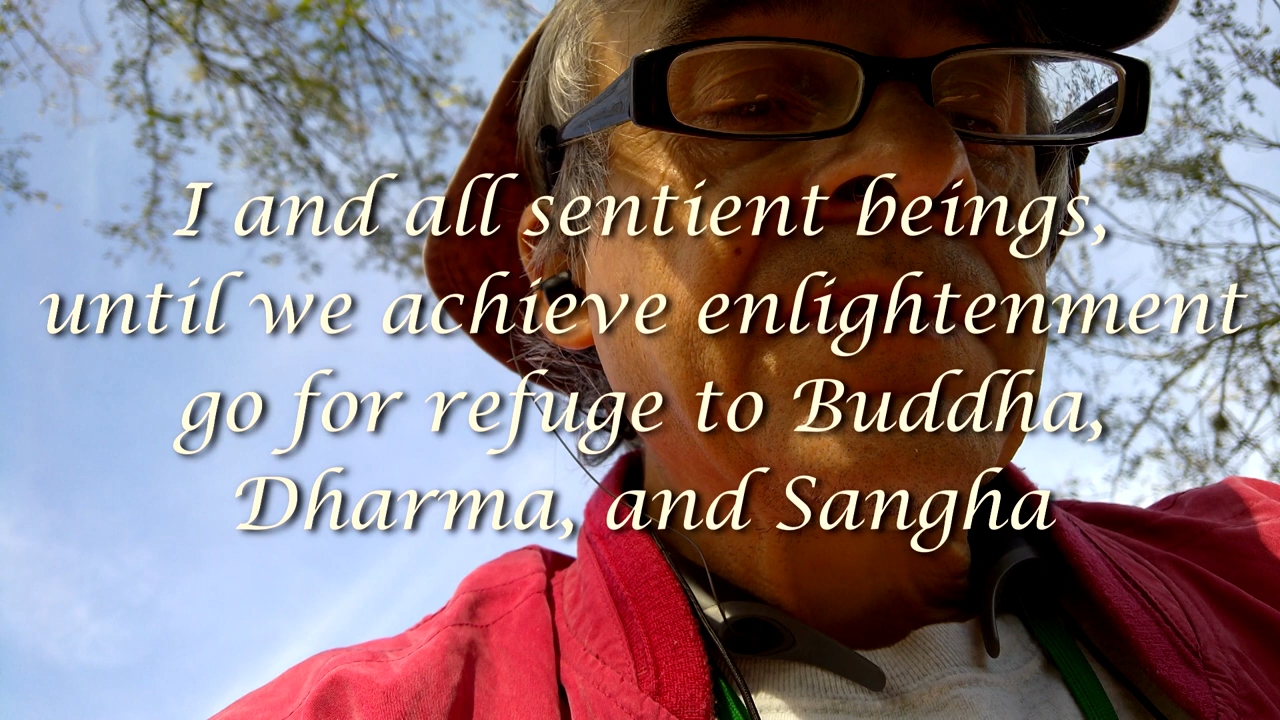 I and all sentient beings,
until we achieve enlightenment
go for refuge to Buddha,
Dharma, and Sangha